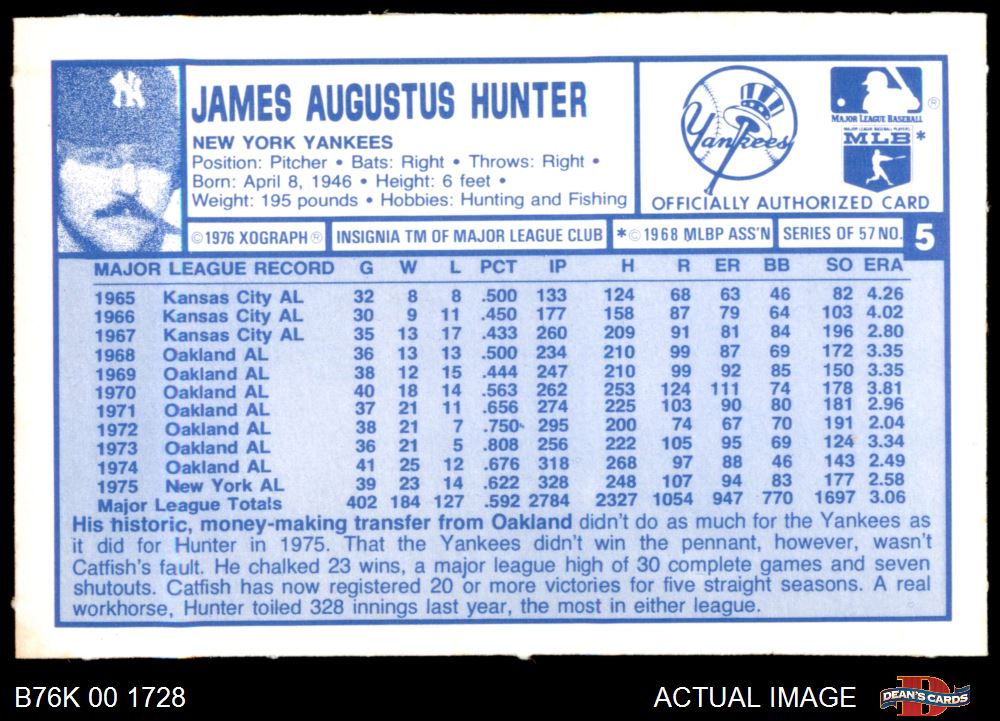 NY
JAMES AUGUSTUS HUNTER
NEW YORK YANKEES
Position: Pitcher • Bats: Right • Throws: Right •
Born: April 8, 1946 • Height: 6 feet •
Weight: 195 pounds • Hobbies: Hunting and Fishing
Yankees
MAJOR LEAGUE BASEBALL ®
MAJOR LEAGUE BASEBALL PLAYERS
MLB *
OFFICIALLY AUTHORIZED CARD
© 1976 XOGRAPH ® INSIGNIA TM OF MAJOR LEAGUE CLUB * © 1968 MLBP ASS'N SERIES OF 57 NO. 5
MAJOR LEAGUE RECORD G W L PCT IP H R ER BB SO ERA
1965 Kansas City AL 32 8 8 .500 133 124 68 63 46 82 4.26
1966 Kansas City AL 30 9 11 .450 177 158 87 79 64 103 4.02
1967 Kansas City AL 35 13 17 .433 260 209 91 81 84 196 2.80
1968 Oakland AL 36 13 13 .500 234 210 99 87 69 172 3.35
1969 Oakland AL 38 12 15 .444 247 210 99 92 85 150 3.35
1970 Oakland AL 40 18 14 .563 262 253 124 111 74 178 3.81
1971 Oakland AL 37 21 11 .656 274 225 103 90 80 181 2.96
1972 Oakland AL 38 21 7 .750 295 200 74 67 70 191 2.04
1973 Oakland AL 36 21 5 .808 256 222 105 95 69 124 3.34
1974 Oakland AL 41 25 12 .676 318 268 97 88 46 143 2.49
1975 New York AL 39 23 14 .622 328 248 107 94 83 177 2.58
Major League Totals 402 184 127 .592 2784 2327 1054 947 770 1697 3.06
His historic, money-making transfer from Oakland didn't do as much for the Yankees as
it did for Hunter in 1975. That the Yankees didn't win the pennant, however, wasn't
Catfish's fault. He chalked 23 wins, a major league high of 30 complete games and seven
shutouts. Catfish has now registered 20 or more victories for five straight seasons. A real
workhorse, Hunter toiled 328 innings last year, the most in either league.
B76K 00 1728
ACTUAL IMAGE
D
DEAN'S CARDS